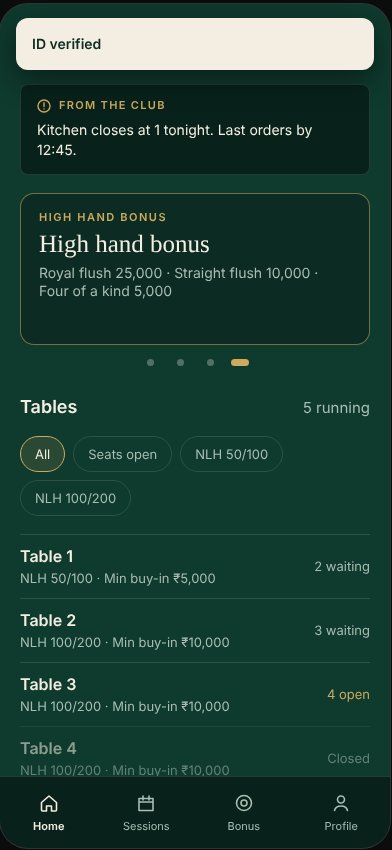 ID verified
FROM THE CLUB
Kitchen closes at 1 tonight. Last orders by
12:45.
HIGH HAND BONUS
High hand bonus
Royal flush 25,000 · Straight flush 10,000 ·
Four of a kind 5,000
Tables
5 running
All
Seats open
NLH 50/100
NLH 100/200
Table 1
2 waiting
NLH 50/100 · Min buy-in ₹5,000
Table 2
3 waiting
NLH 100/200 · Min buy-in ₹10,000
Table 3
4 open
NLH 100/200 · Min buy-in ₹10,000
Table 4
Closed
NLH 100/200 · Min buy-in ₹10,000
Home
Sessions
Bonus
Profile